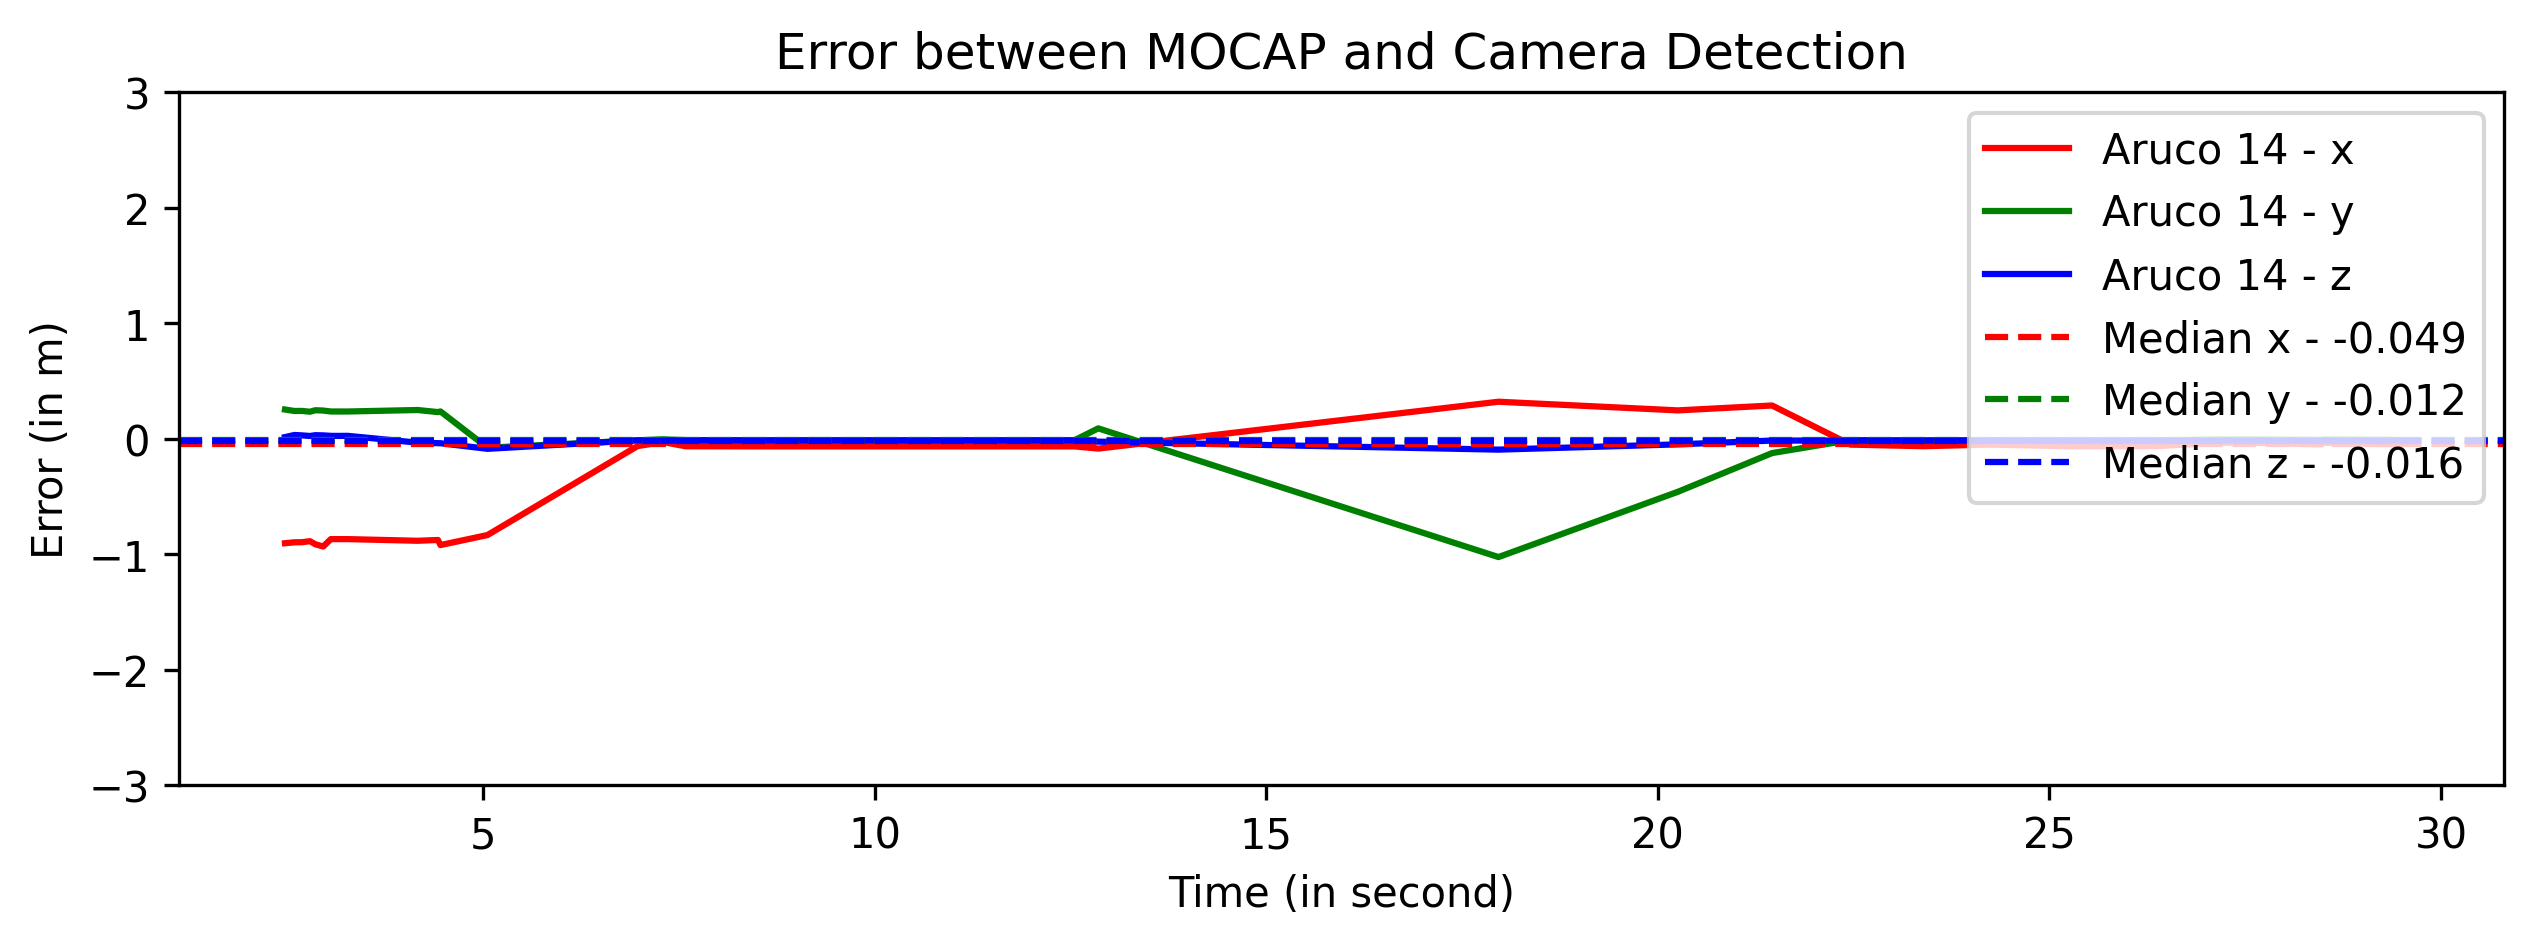 Error between MOCAP and Camera Detection
3
2
1
0
−1
−2
−3
Error (in m)
Aruco 14 - x
Aruco 14 - y
Aruco 14 - z
Median x - -0.049
Median y - -0.012
Median z - -0.016
5 10 15 20 25 30
Time (in second)